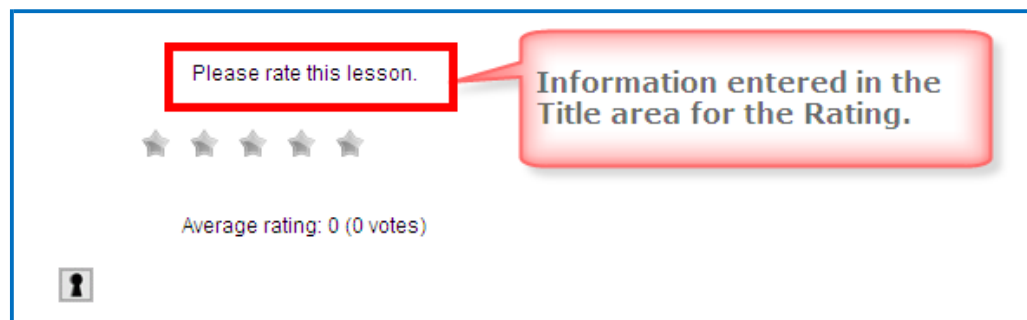 Please rate this lesson.
Information entered in the
Title area for the Rating.
Average rating: 0 (0 votes)